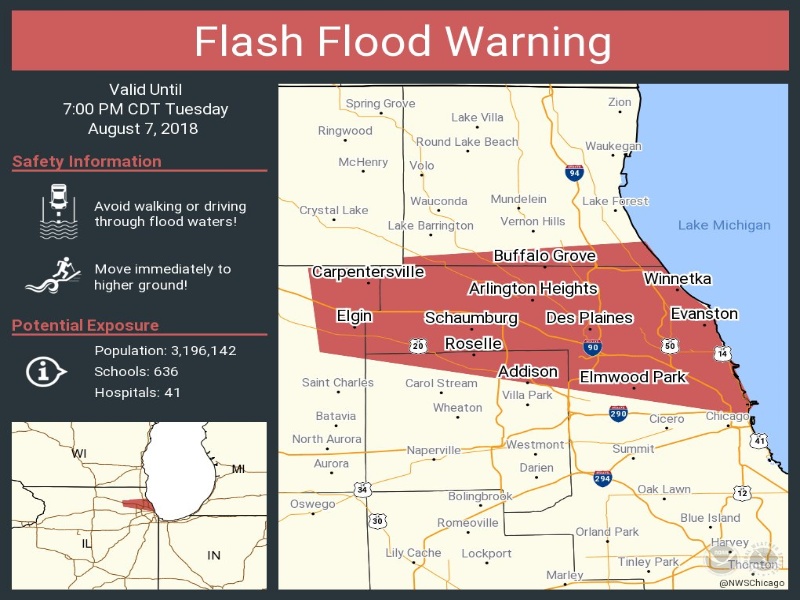 Flash Flood Warning
Valid Until
7:00 PM CDT Tuesday
August 7, 2018
Safety Information
Avoid walking or driving
through flood waters!
Move immediately to
higher ground!
Potential Exposure
Population: 3,196,142
Schools: 636
Hospitals: 41
WI
MI
IL
IN
Spring Grove
Zion
Lake Villa
Ringwood
Round Lake Beach
Waukegan
McHenry
Volo
94
Wauconda
Mundelein
Lake Forest
Crystal Lake
Lake Barrington
Vernon Hills
Lake Michigan
Buffalo Grove
Carpentersville
Winnetka
Arlington Heights
Elgin
Schaumburg
Des Plaines
Evanston
20
Roselle
90
50
14
Addison
Elmwood Park
Saint Charles
Carol Stream
Villa Park
Batavia
Wheaton
290
Cicero
Chicago
North Aurora
41
Naperville
Westmont
Summit
Aurora
Darien
294
34
Bolingbrook
Oak Lawn
12
Oswego
30
Romeoville
Blue Island
Orland Park
Harvey
Lily Cache
Lockport
Tinley Park
Thornton
Marley
@NWSChicago